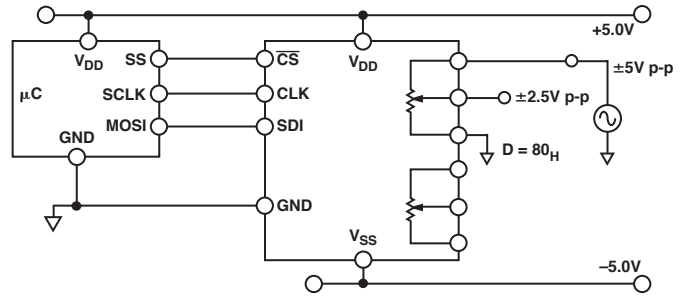 +5.0V
VDD
SS
CS
VDD
±5V p-p
μC
SCLK
CLK
±2.5V p-p
MOSI
SDI
GND
D = 80H
GND
VSS
–5.0V